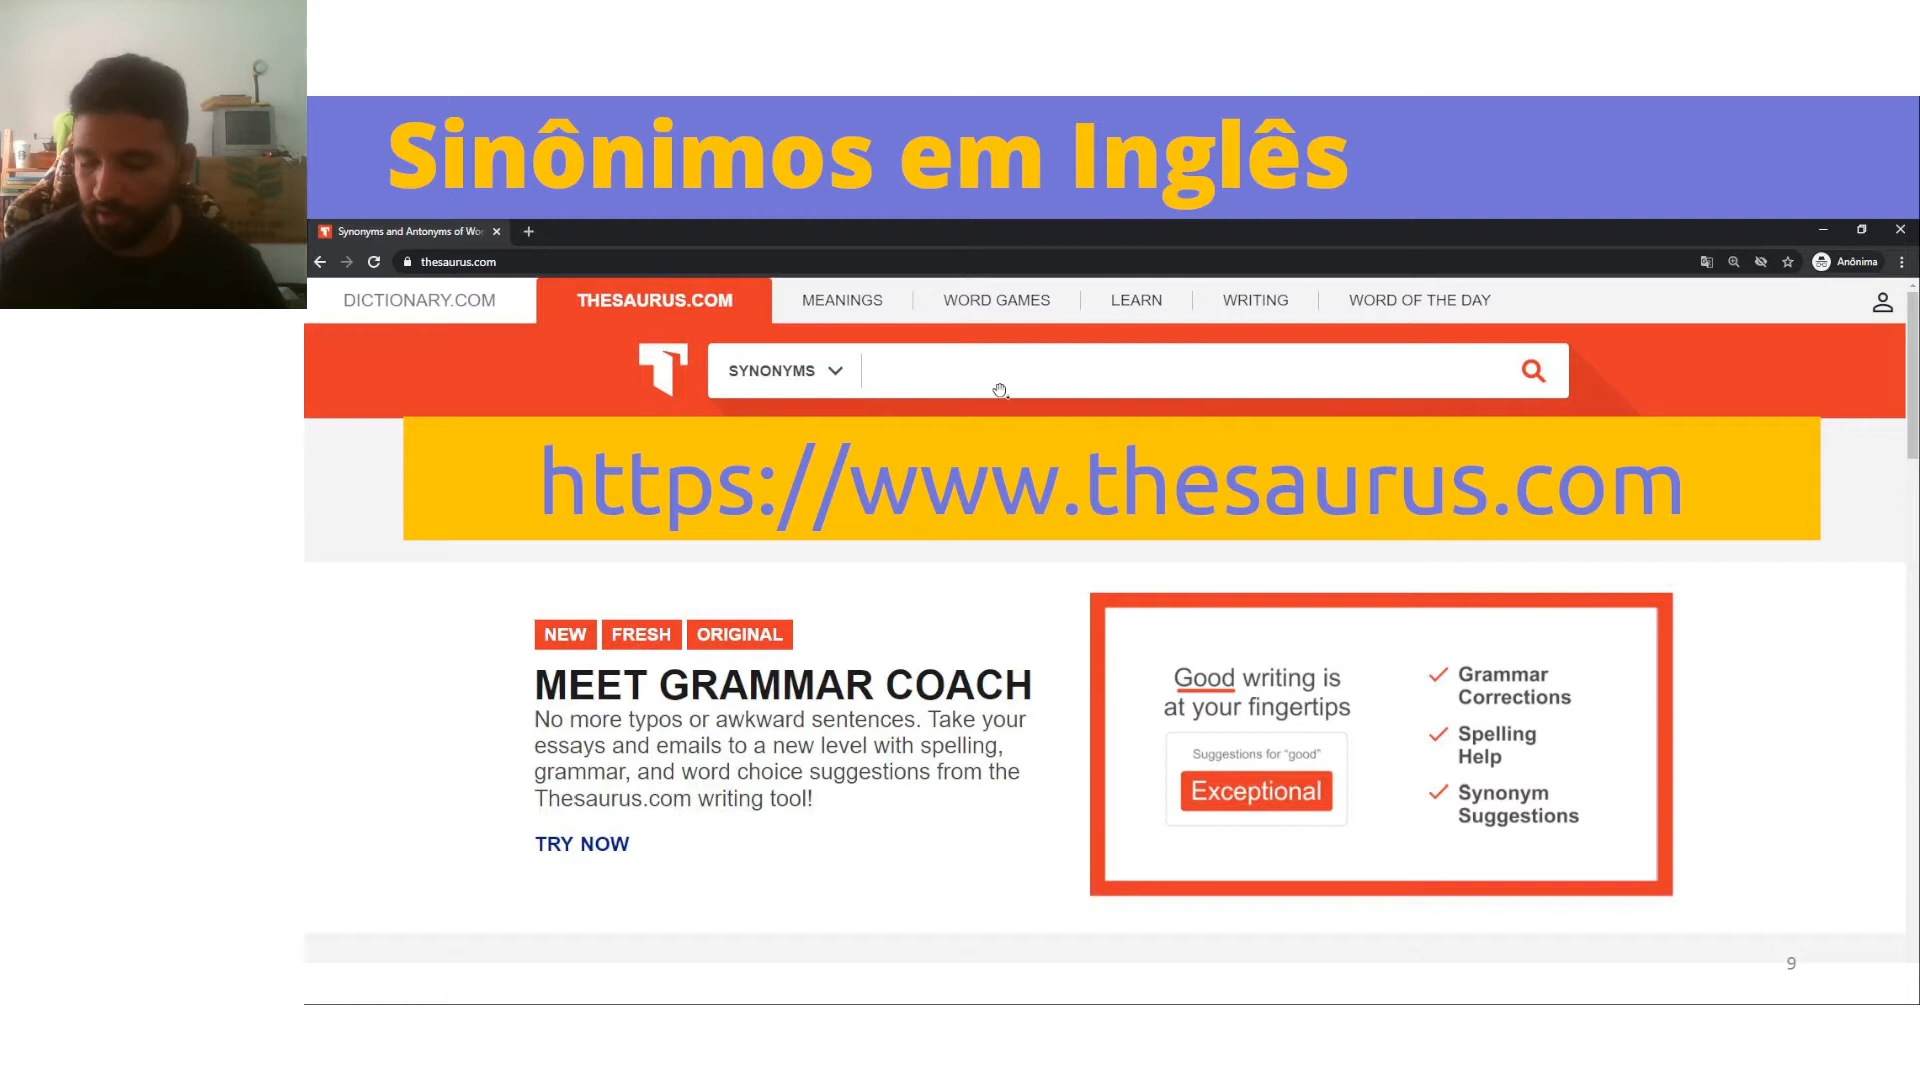 Sinônimos em Inglês
Synonyms and Antonyms of Wo
thesaurus.com
Anônima
DICTIONARY.COM
THESAURUS.COM
MEANINGS
WORD GAMES
LEARN
WRITING
WORD OF THE DAY
SYNONYMS
https://www.thesaurus.com
NEW FRESH ORIGINAL
MEET GRAMMAR COACH
No more typos or awkward sentences. Take your
essays and emails to a new level with spelling,
grammar, and word choice suggestions from the
Thesaurus.com writing tool!
TRY NOW
Good writing is
at your fingertips
Suggestions for "good"
Exceptional
Grammar
Corrections
Spelling
Help
Synonym
Suggestions
9